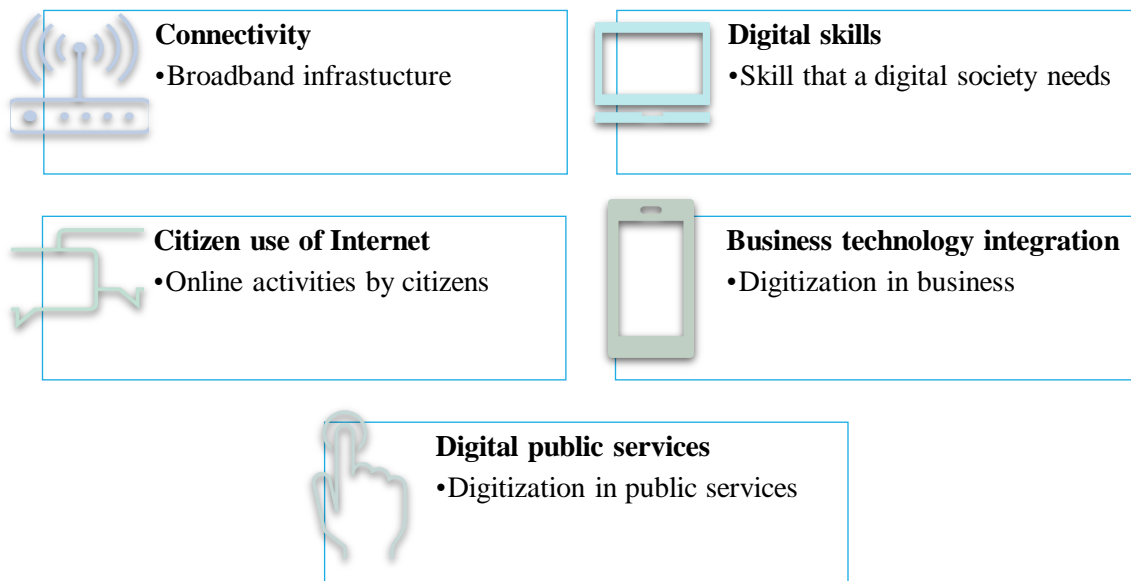 Connectivity
•Broadband infrastucture
Digital skills
•Skill that a digital society needs
Citizen use of Internet
•Online activities by citizens
Business technology integration
•Digitization in business
Digital public services
•Digitization in public services